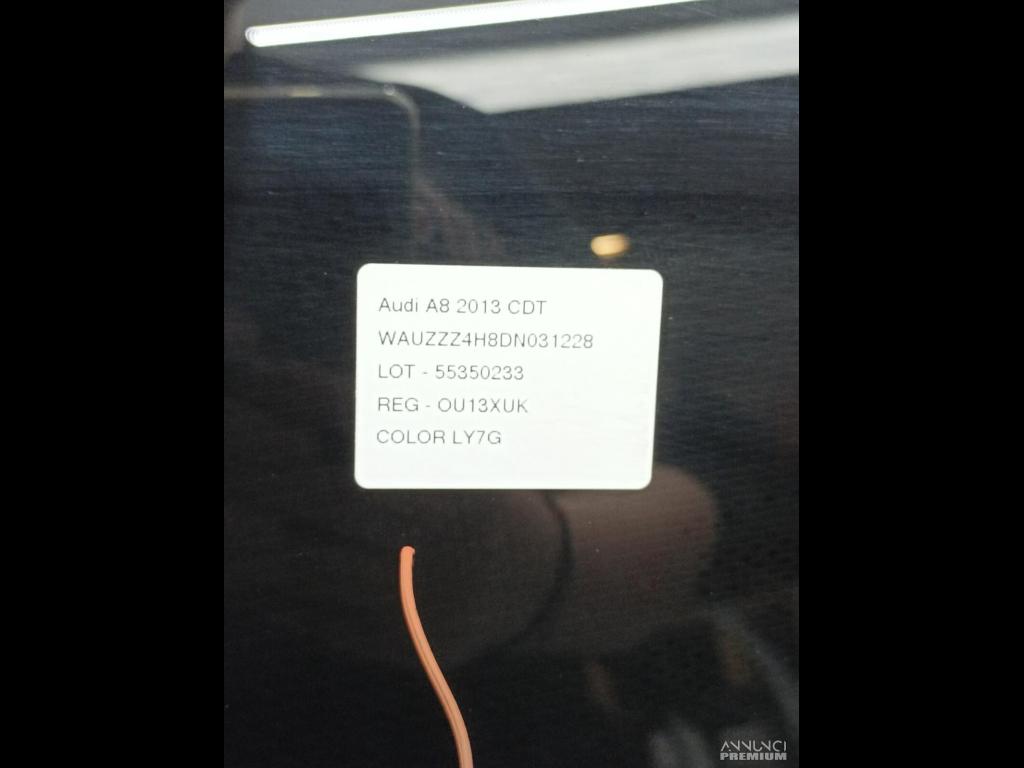 Audi A8 2013 CDT
WAUZZZ4H8DN031228
LOT - 55350233
REG - OU13XUK
COLOR LY7G
ANNUNCI
PREMIUM